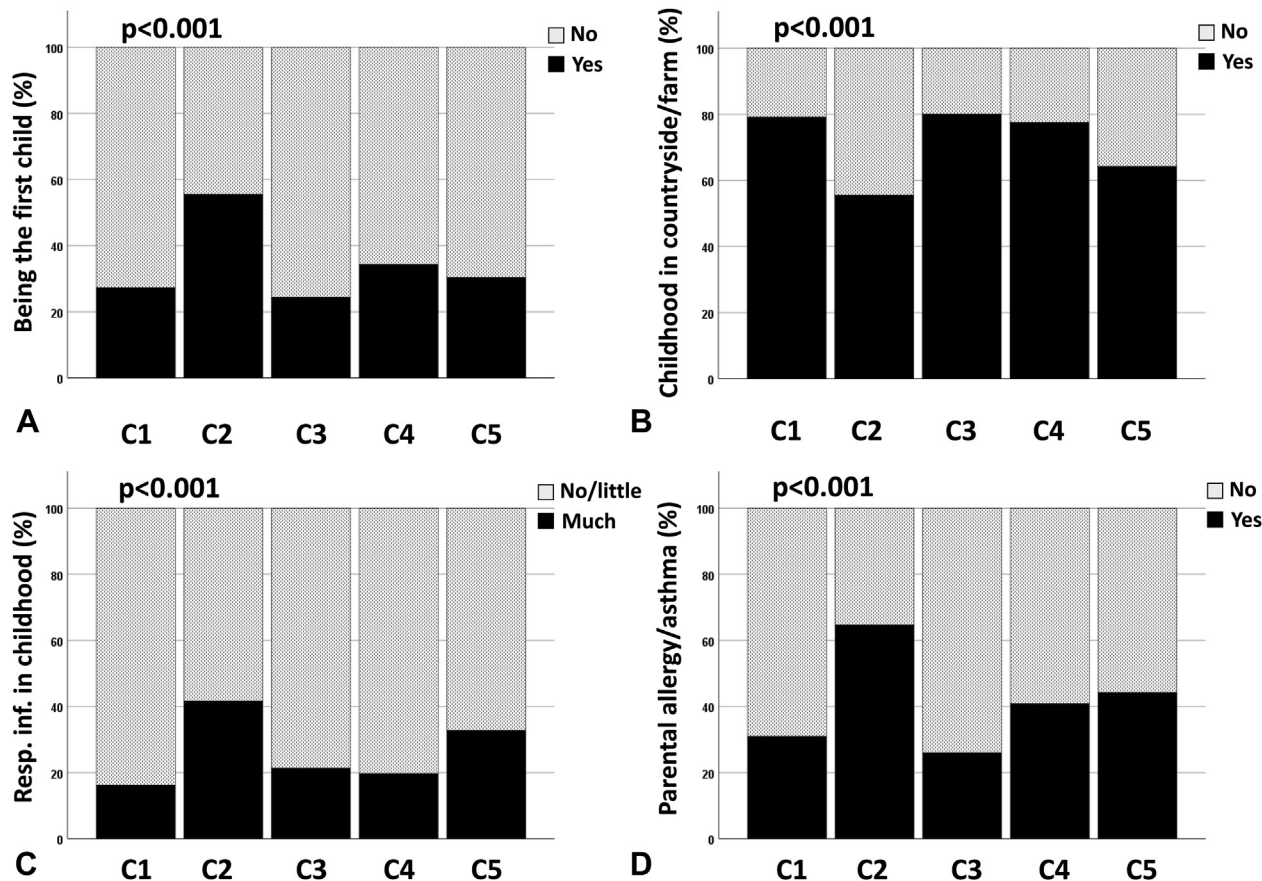 p<0.001
No
Yes
Being the first child (%)
100
80
60
40
20
0
A
C1 C2 C3 C4 C5
p<0.001
No
Yes
Childhood in countryside/farm (%)
100
80
60
40
20
0
B
C1 C2 C3 C4 C5
p<0.001
No/little
Much
Resp. inf. in childhood (%)
100
80
60
40
20
0
C
C1 C2 C3 C4 C5
p<0.001
No
Yes
Parental allergy/asthma (%)
100
80
60
40
20
0
D
C1 C2 C3 C4 C5